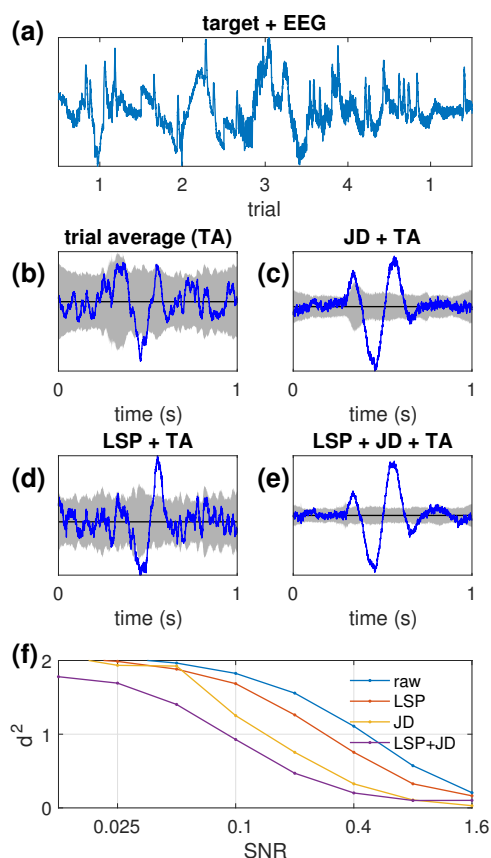 (a)
target + EEG
1 2 3 4 1
trial
(b) trial average (TA)
(c) JD + TA
0 1
0 1
time (s)
time (s)
(d) LSP + TA
(e) LSP + JD + TA
0 1
0 1
time (s)
time (s)
(f)
2
1
0
d²
raw
LSP
JD
LSP+JD
0.025 0.1 0.4 1.6
SNR